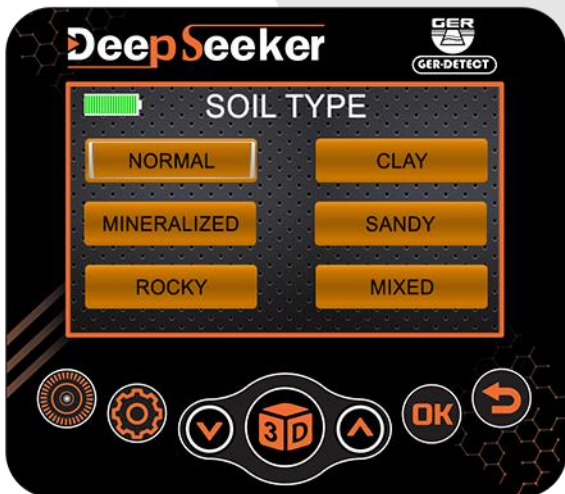 DeepSeeker
GER
GER-DETECT
SOIL TYPE
NORMAL CLAY
MINERALIZED SANDY
ROCKY MIXED
3D
OK